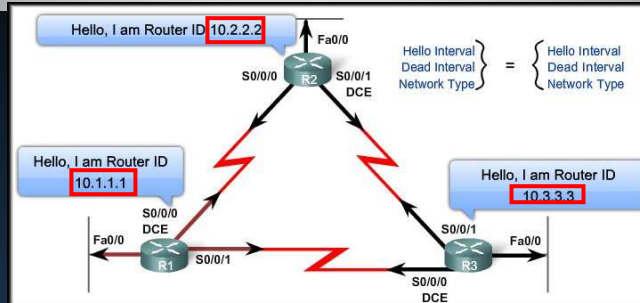 Hello, I am Router ID 10.2.2.2
Fa0/0
Hello Interval
Dead Interval
Network Type
=
Hello Interval
Dead Interval
Network Type
S0/0/0
S0/0/1
DCE
R2
Hello, I am Router ID
10.1.1.1
Hello, I am Router ID
10.3.3.3
S0/0/0
DCE
S0/0/1
Fa0/0
Fa0/0
R1
S0/0/1
R3
S0/0/0
DCE